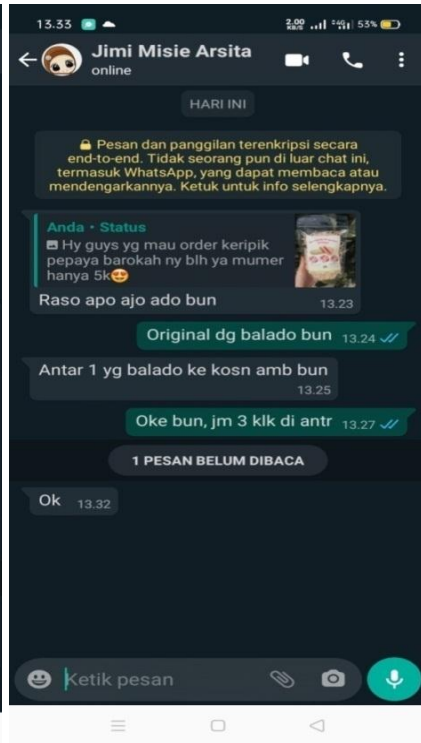 13.33 2.00 KB/S 4G 53%
Jimi Misie Arsita
online
HARI INI
Pesan dan panggilan terenkripsi secara
end-to-end. Tidak seorang pun di luar chat ini,
termasuk WhatsApp, yang dapat membaca atau
mendengarkannya. Ketuk untuk info selengkapnya.
Anda • Status
Hy guys yg mau order keripik
pepaya barokah ny blh ya mumer
hanya 5k😍
Raso apo ajo ado bun 13.23
Original dg balado bun 13.24
Antar 1 yg balado ke kosn amb bun
13.25
Oke bun, jm 3 klk di antr 13.27
1 PESAN BELUM DIBACA
Ok 13.32
Ketik pesan